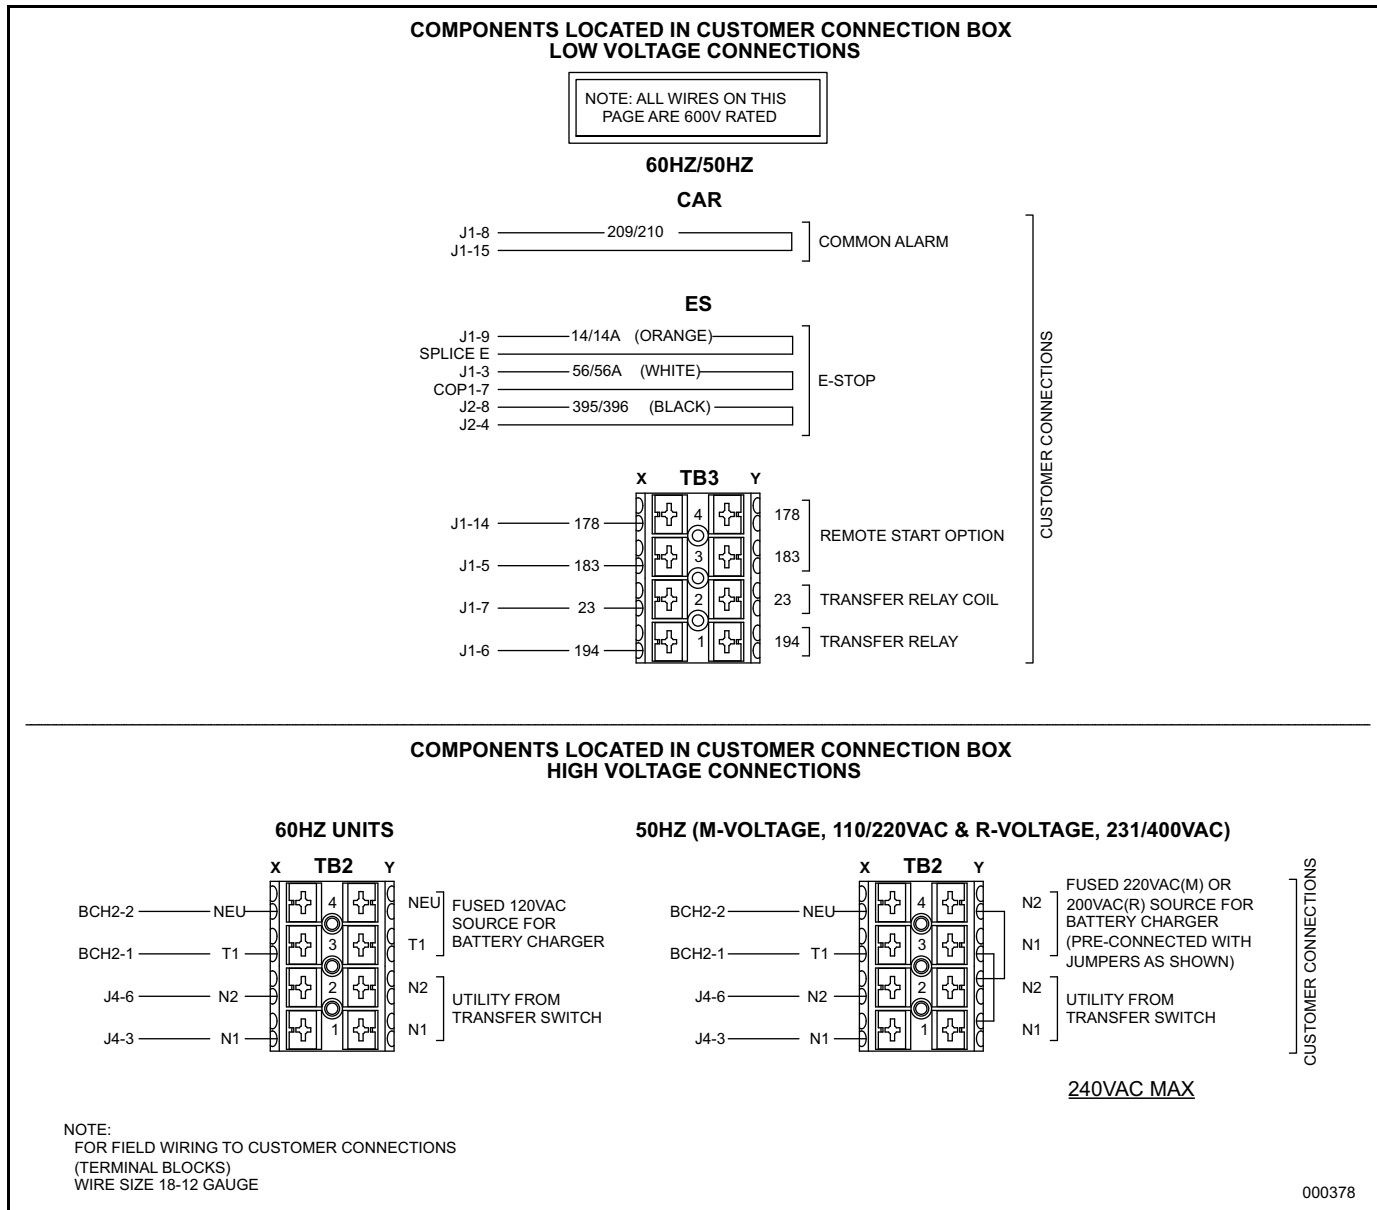 COMPONENTS LOCATED IN CUSTOMER CONNECTION BOX
LOW VOLTAGE CONNECTIONS
NOTE: ALL WIRES ON THIS
PAGE ARE 600V RATED
60HZ/50HZ
CAR
J1-8 209/210
J1-15
COMMON ALARM
ES
J1-9 14/14A (ORANGE)
SPLICE E
J1-3 56/56A (WHITE)
COP1-7
J2-8 395/396 (BLACK)
J2-4
E-STOP
CUSTOMER CONNECTIONS
X TB3 Y
J1-14 178 4 178
J1-5 183 3 183
REMOTE START OPTION
J1-7 23 2 23 TRANSFER RELAY COIL
J1-6 194 1 194 TRANSFER RELAY
COMPONENTS LOCATED IN CUSTOMER CONNECTION BOX
HIGH VOLTAGE CONNECTIONS
60HZ UNITS
X TB2 Y
BCH2-2 NEU 4 NEU
BCH2-1 T1 3 T1
FUSED 120VAC
SOURCE FOR
BATTERY CHARGER
J4-6 N2 2 N2
J4-3 N1 1 N1
UTILITY FROM
TRANSFER SWITCH
50HZ (M-VOLTAGE, 110/220VAC & R-VOLTAGE, 231/400VAC)
X TB2 Y
BCH2-2 NEU 4 N2
BCH2-1 T1 3 N1
FUSED 220VAC(M) OR
200VAC(R) SOURCE FOR
BATTERY CHARGER
(PRE-CONNECTED WITH
JUMPERS AS SHOWN)
J4-6 N2 2 N2
J4-3 N1 1 N1
UTILITY FROM
TRANSFER SWITCH
CUSTOMER CONNECTIONS
240VAC MAX
NOTE:
FOR FIELD WIRING TO CUSTOMER CONNECTIONS
(TERMINAL BLOCKS)
WIRE SIZE 18-12 GAUGE
000378